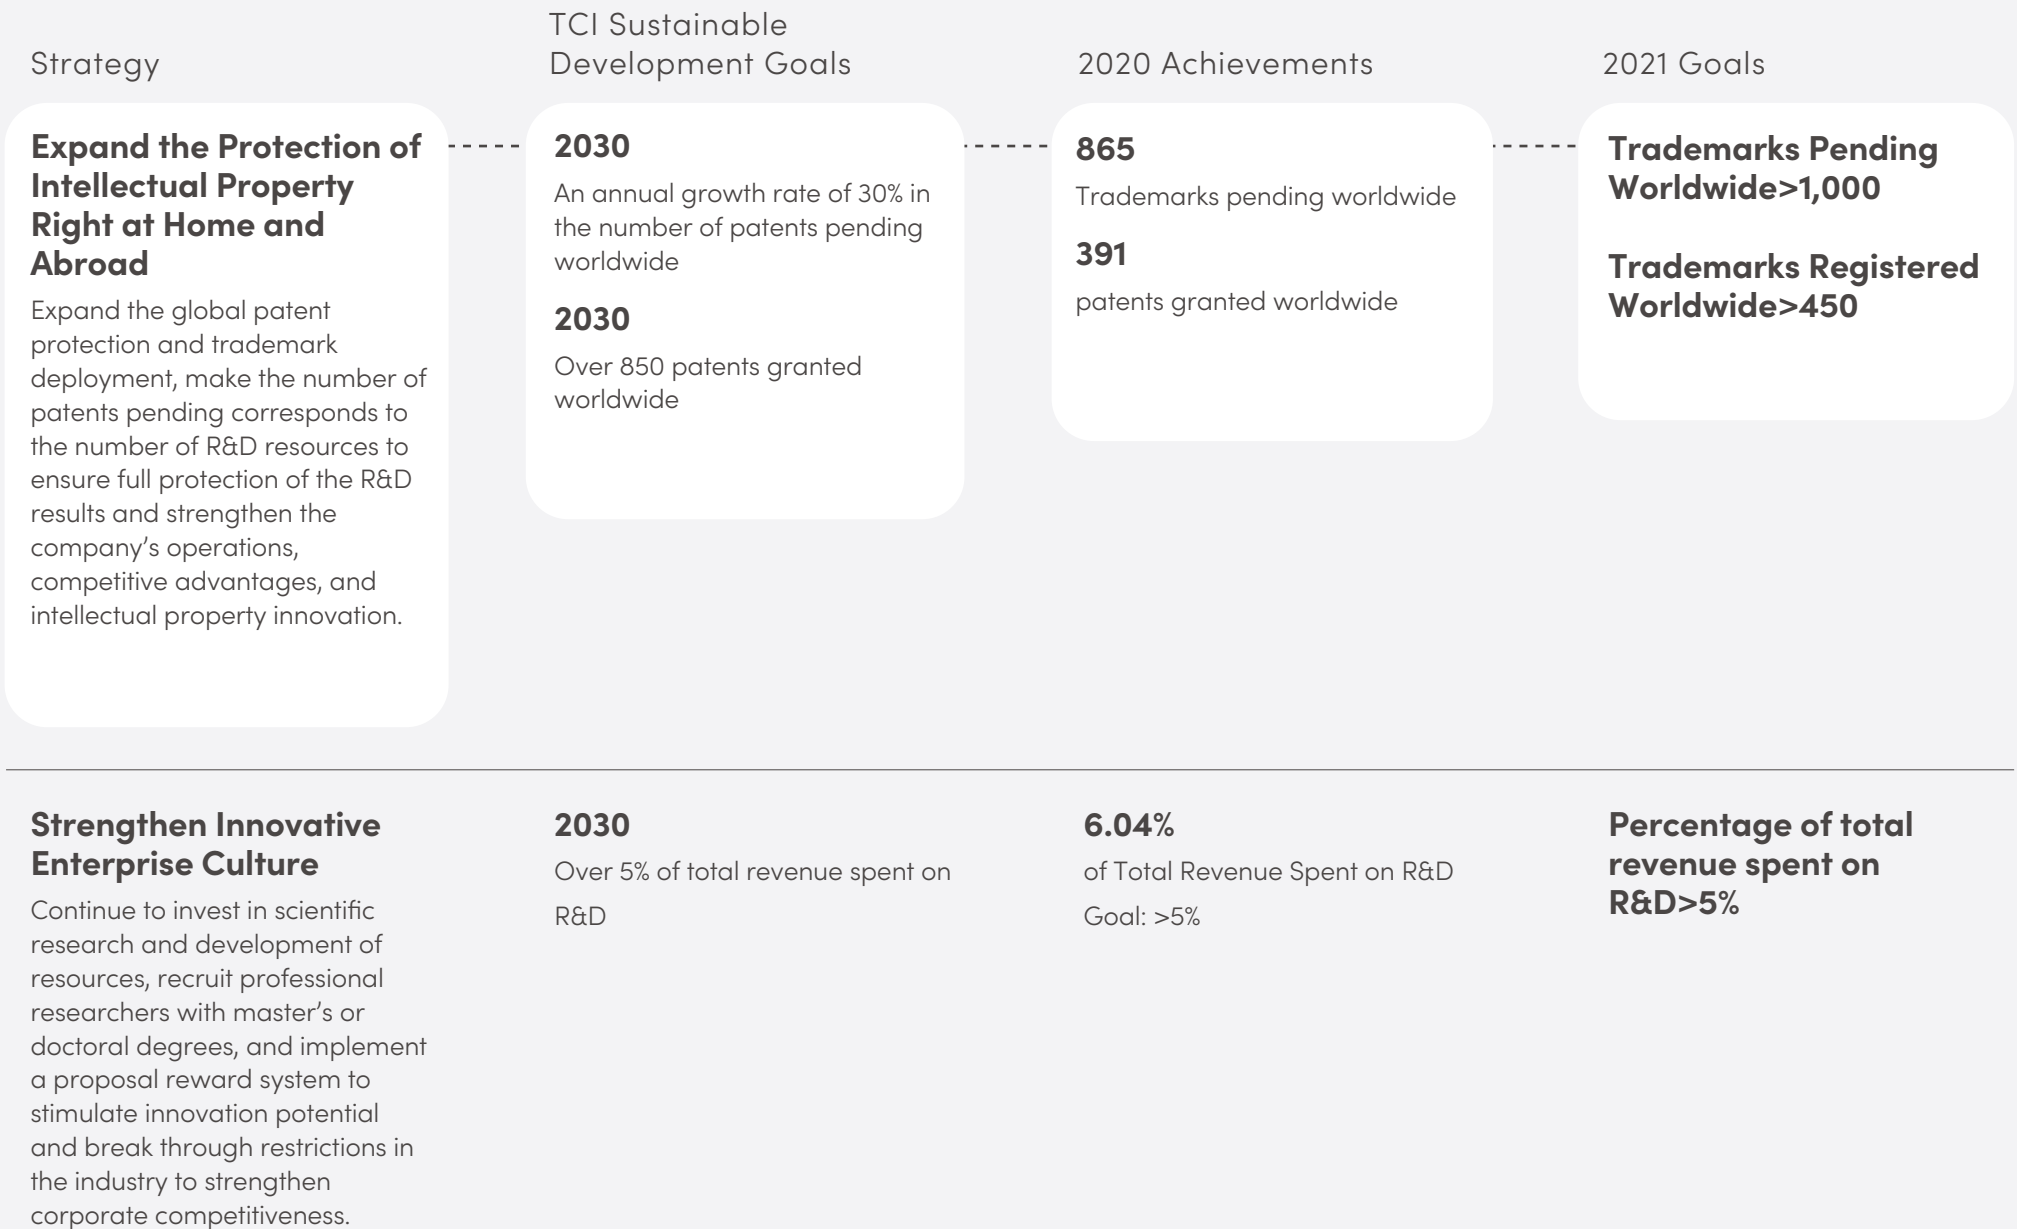 Strategy
TCI Sustainable
Development Goals
2020 Achievements
2021 Goals
Expand the Protection of
Intellectual Property
Right at Home and
Abroad
Expand the global patent
protection and trademark
deployment, make the number of
patents pending corresponds to
the number of R&D resources to
ensure full protection of the R&D
results and strengthen the
company's operations,
competitive advantages, and
intellectual property innovation.
2030
An annual growth rate of 30% in
the number of patents pending
worldwide
2030
Over 850 patents granted
worldwide
865
Trademarks pending worldwide
391
patents granted worldwide
Trademarks Pending
Worldwide>1,000
Trademarks Registered
Worldwide>450
Strengthen Innovative
Enterprise Culture
Continue to invest in scientific
research and development of
resources, recruit professional
researchers with master's or
doctoral degrees, and implement
a proposal reward system to
stimulate innovation potential
and break through restrictions in
the industry to strengthen
corporate competitiveness.
2030
Over 5% of total revenue spent on
R&D
6.04%
of Total Revenue Spent on R&D
Goal: >5%
Percentage of total
revenue spent on
R&D>5%